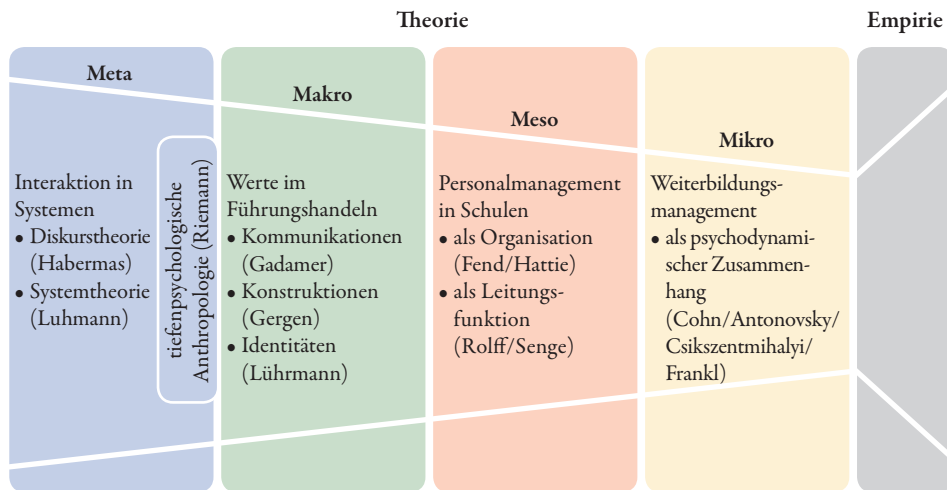 Theorie
Empirie
Meta
Interaktion in
Systemen
• Diskurstheorie
(Habermas)
• Systemtheorie
(Luhmann)
tiefenpsychologische
Anthropologie (Riemann)
Makro
Werte im
Führungshandeln
• Kommunikationen
(Gadamer)
• Konstruktionen
(Gergen)
• Identitäten
(Lührmann)
Meso
Personalmanagement
in Schulen
• als Organisation
(Fend/Hattie)
• als Leitungs-
funktion
(Rolff/Senge)
Mikro
Weiterbildungs-
management
• als psychodynami-
scher Zusammen-
hang
(Cohn/Antonovsky/
Csikszentmihalyi/
Frankl)